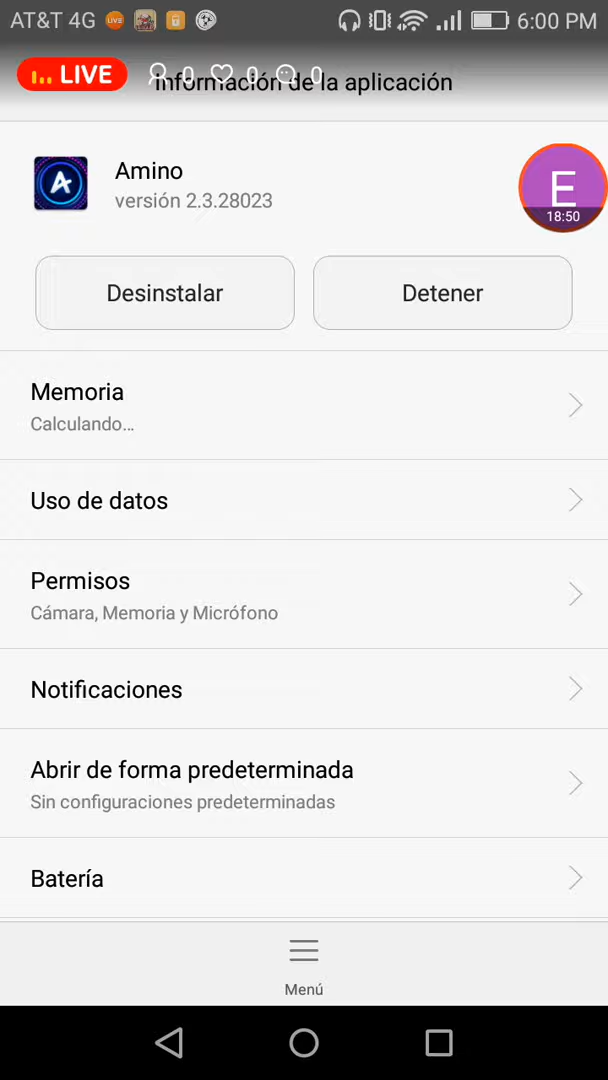 AT&T 4G LIVE 6:00 PM
LIVE 0 0 0
Información de la aplicación
Amino
versión 2.3.28023
E
18:50
Desinstalar Detener
Memoria
Calculando...
Uso de datos
Permisos
Cámara, Memoria y Micrófono
Notificaciones
Abrir de forma predeterminada
Sin configuraciones predeterminadas
Batería
Menú